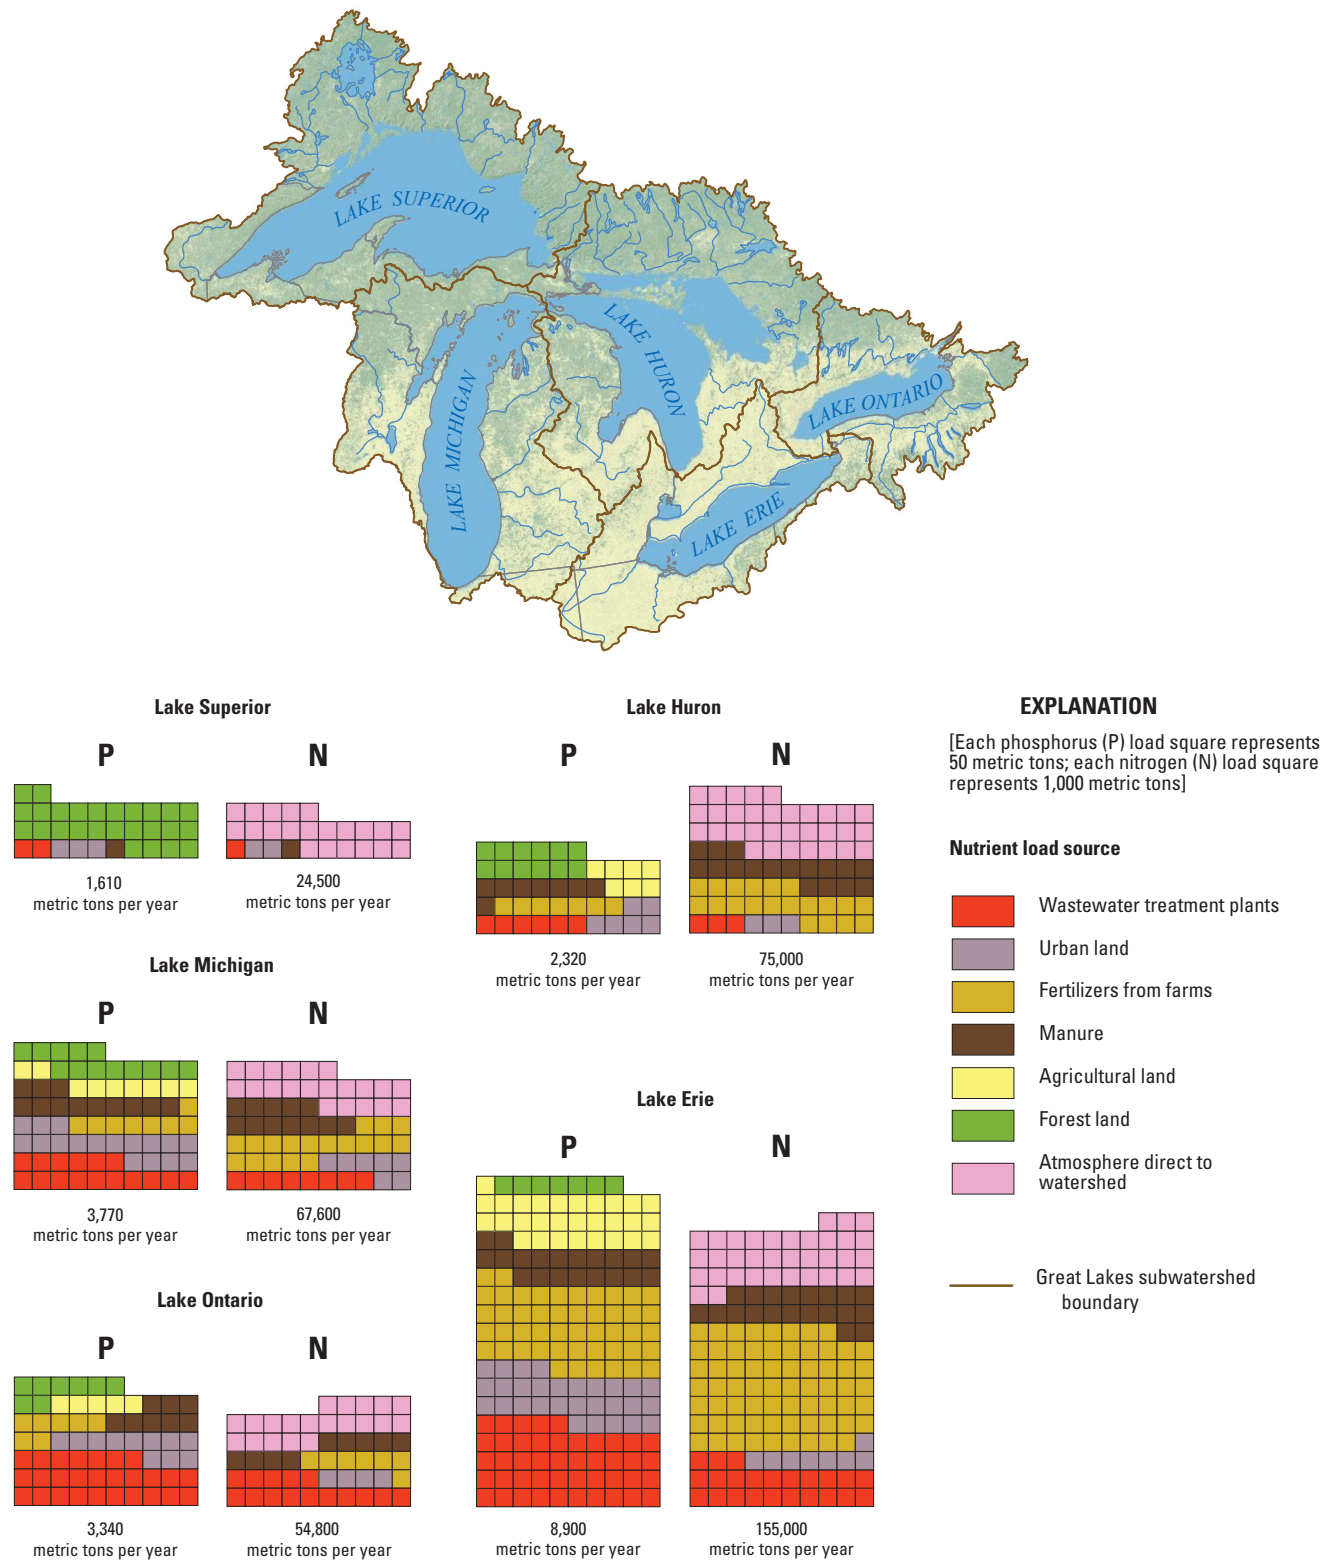 LAKE SUPERIOR
LAKE HURON
LAKE MICHIGAN
LAKE ONTARIO
LAKE ERIE
Lake Superior
P
N
1,610
metric tons per year
24,500
metric tons per year
Lake Huron
P
N
2,320
metric tons per year
75,000
metric tons per year
Lake Michigan
P
N
3,770
metric tons per year
67,600
metric tons per year
Lake Erie
P
N
8,900
metric tons per year
155,000
metric tons per year
Lake Ontario
P
N
3,340
metric tons per year
54,800
metric tons per year
EXPLANATION
[Each phosphorus (P) load square represents
50 metric tons; each nitrogen (N) load square
represents 1,000 metric tons]
Nutrient load source
Wastewater treatment plants
Urban land
Fertilizers from farms
Manure
Agricultural land
Forest land
Atmosphere direct to
watershed
Great Lakes subwatershed
boundary